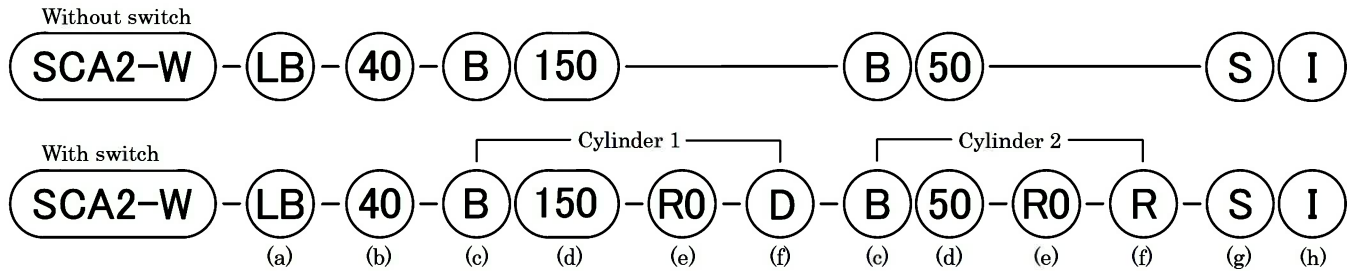 Without switch
SCA2-W - LB - 40 - B 150 B 50 S I
Cylinder 1 Cylinder 2
With switch
SCA2-W - LB - 40 - B 150 - R0 - D - B 50 - R0 - R - S I
(a) (b) (c) (d) (e) (f) (c) (d) (e) (f) (g) (h)